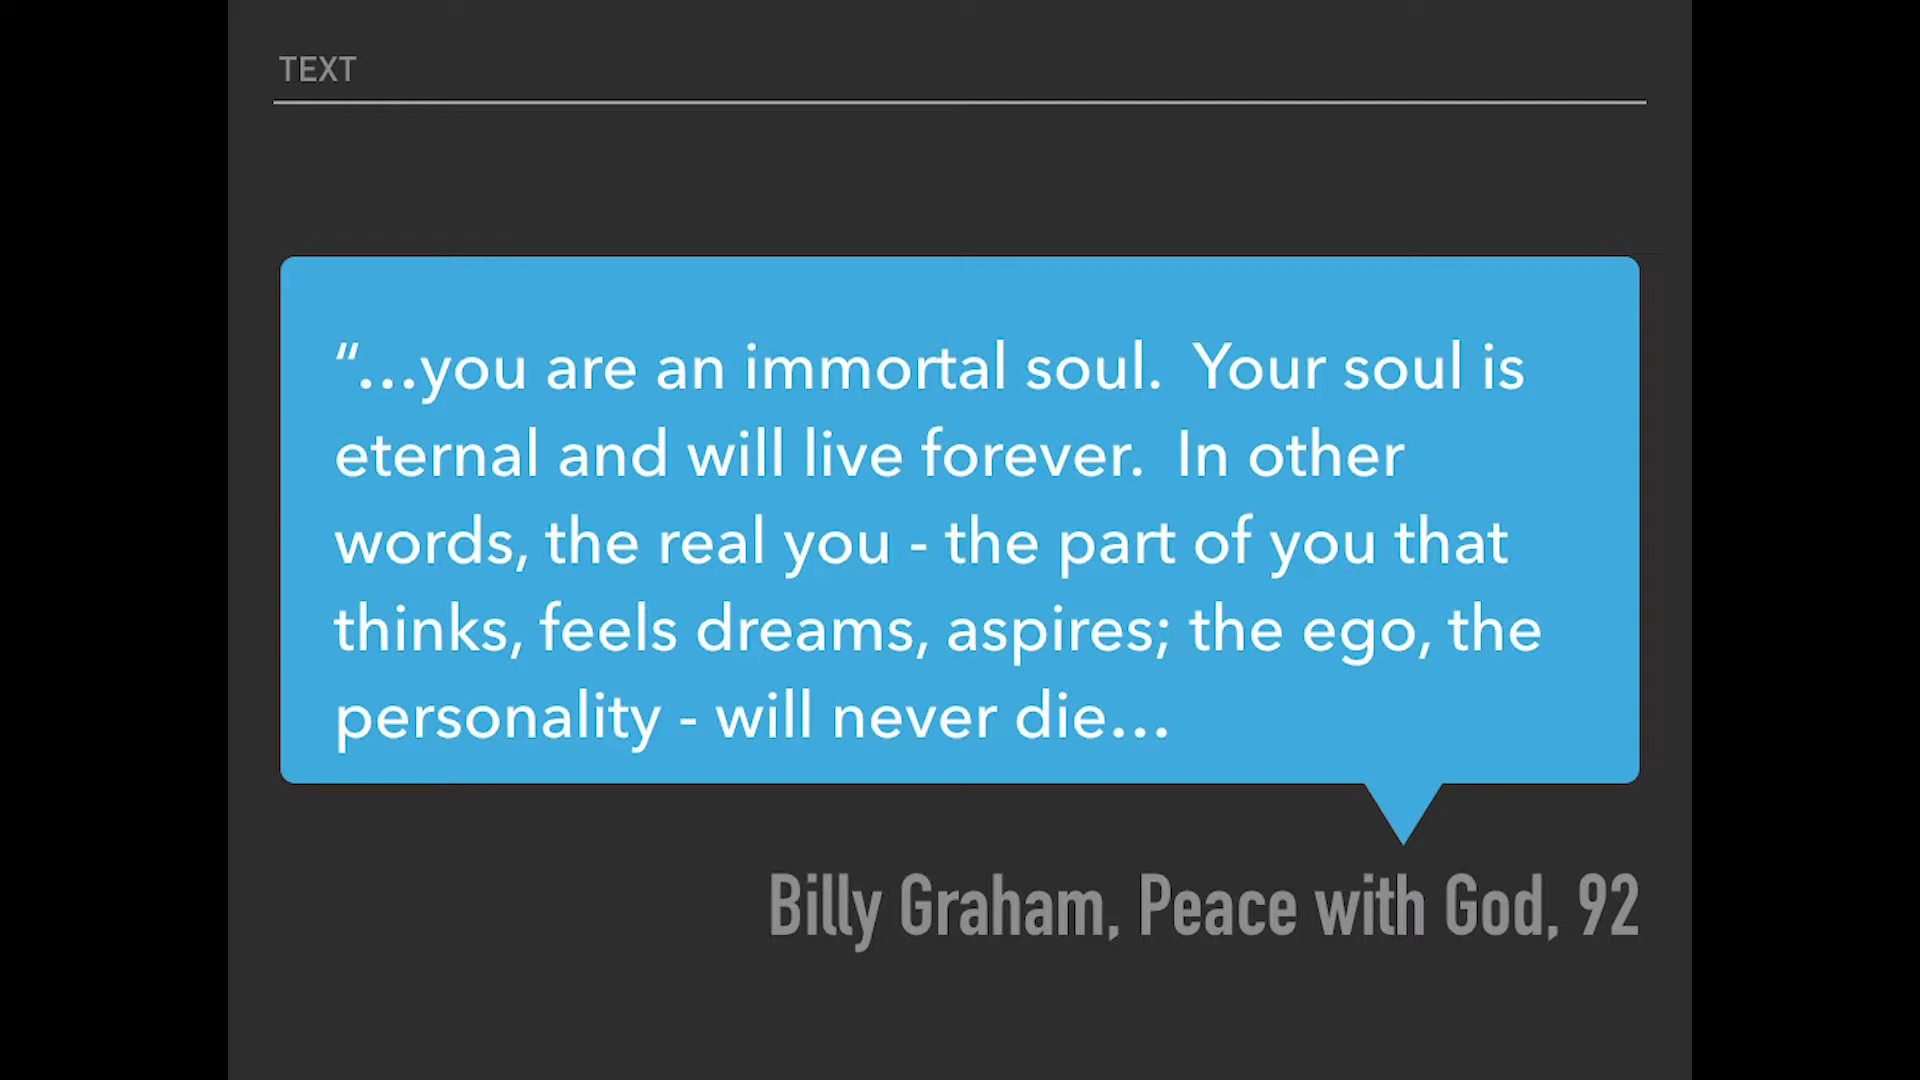 TEXT
“…you are an immortal soul.  Your soul is
eternal and will live forever.  In other
words, the real you - the part of you that
thinks, feels dreams, aspires; the ego, the
personality - will never die…
Billy Graham, Peace with God, 92